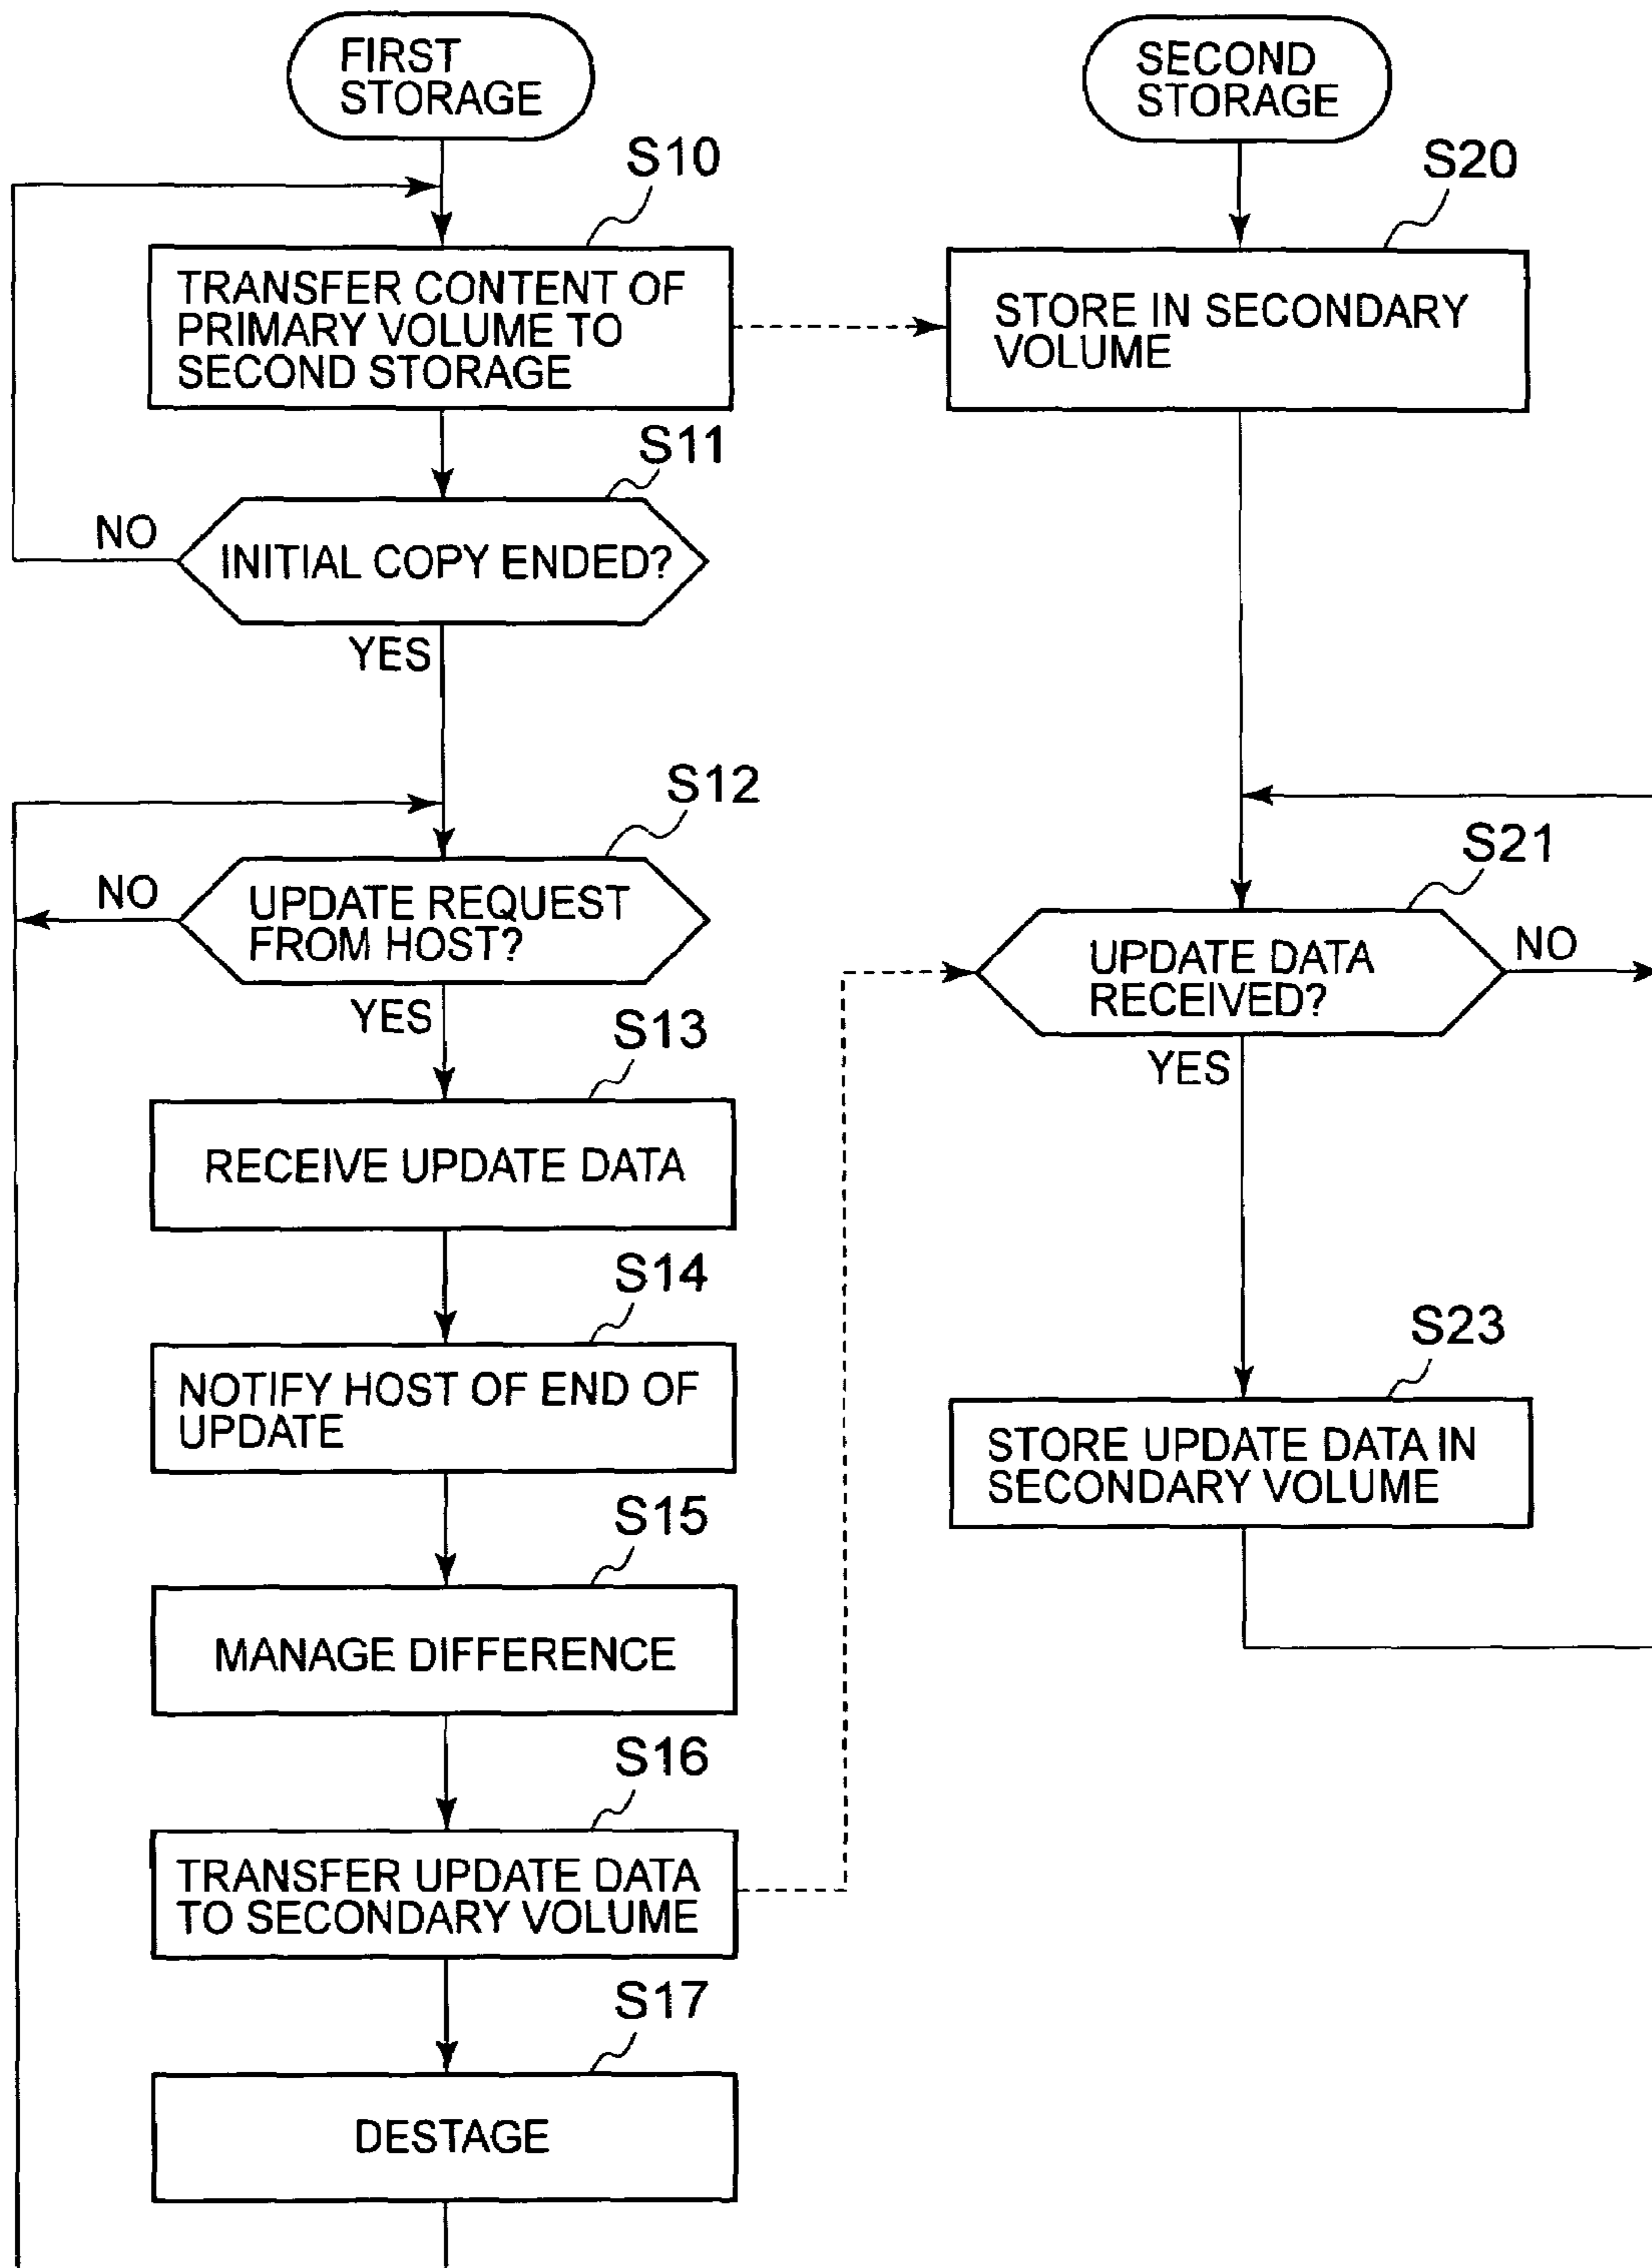 FIRST
STORAGE
S10
TRANSFER CONTENT OF
PRIMARY VOLUME TO
SECOND STORAGE
S11
NO
INITIAL COPY ENDED?
YES
S12
NO
UPDATE REQUEST
FROM HOST?
YES
S13
RECEIVE UPDATE DATA
S14
NOTIFY HOST OF END OF
UPDATE
S15
MANAGE DIFFERENCE
S16
TRANSFER UPDATE DATA
TO SECONDARY VOLUME
S17
DESTAGE
SECOND
STORAGE
S20
STORE IN SECONDARY
VOLUME
S21
UPDATE DATA
RECEIVED?
NO
YES
S23
STORE UPDATE DATA IN
SECONDARY VOLUME